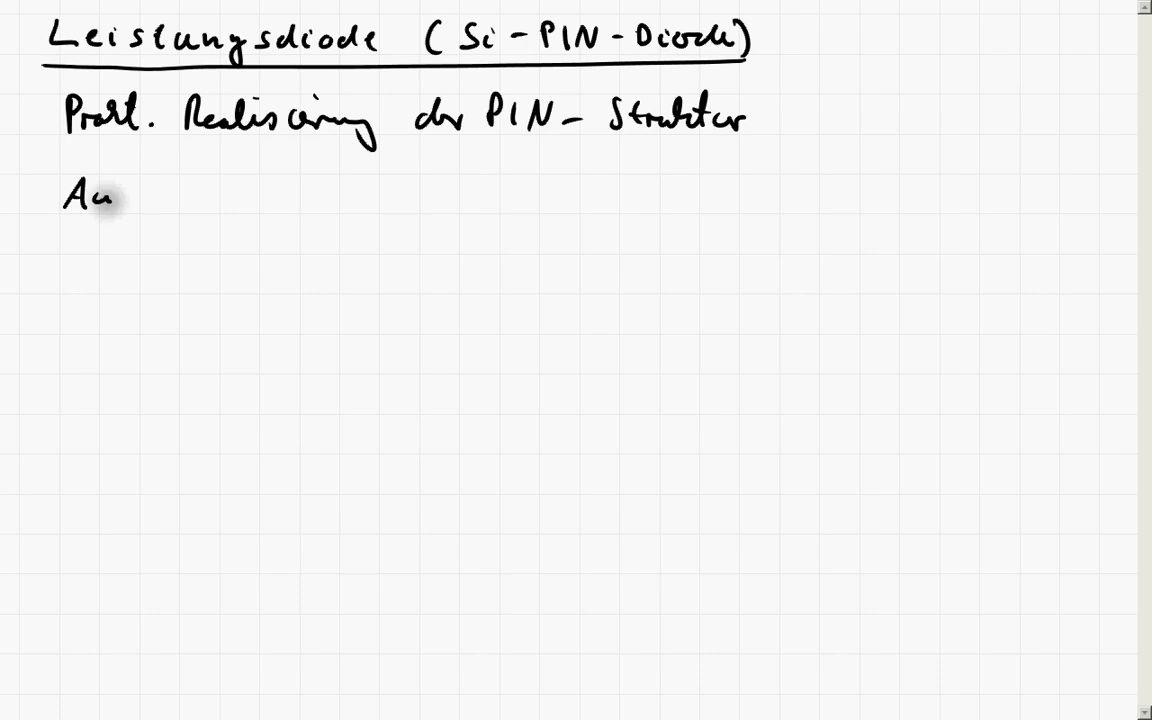 Leistungsdiode (Si-PIN-Diode)
Prakt. Realisierung der PIN-Struktur
Au